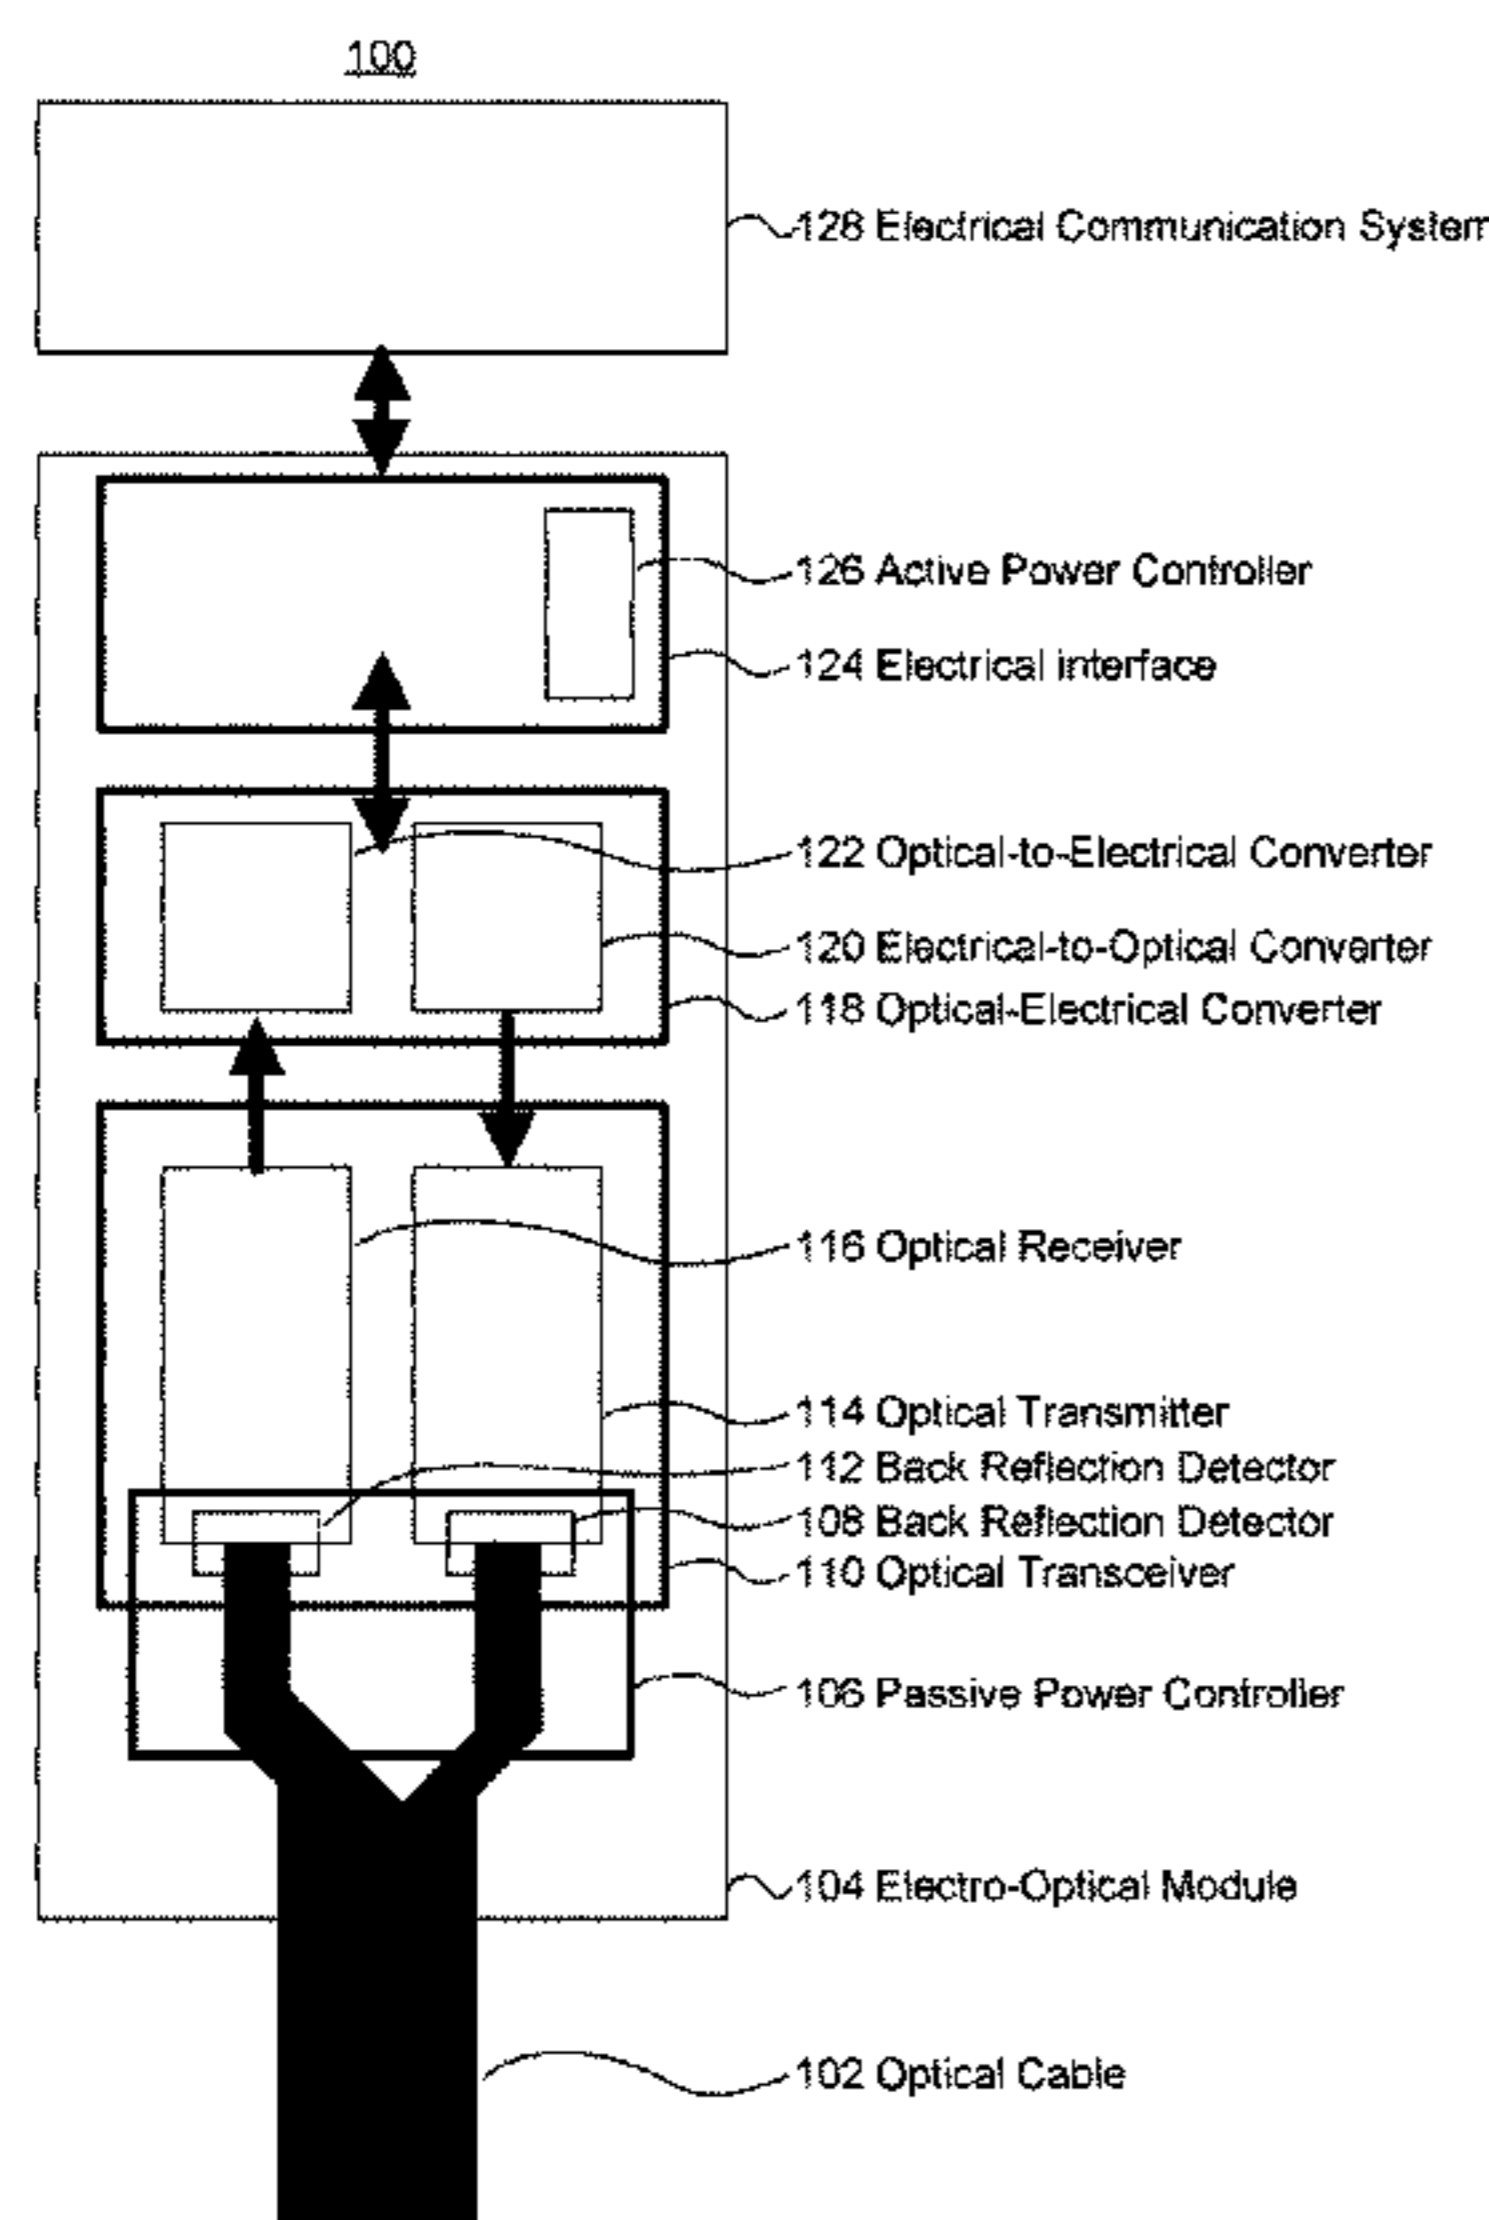 100
128 Electrical Communication System
126 Active Power Controller
124 Electrical interface
122 Optical-to-Electrical Converter
120 Electrical-to-Optical Converter
118 Optical-Electrical Converter
116 Optical Receiver
114 Optical Transmitter
112 Back Reflection Detector
108 Back Reflection Detector
110 Optical Transceiver
106 Passive Power Controller
104 Electro-Optical Module
102 Optical Cable